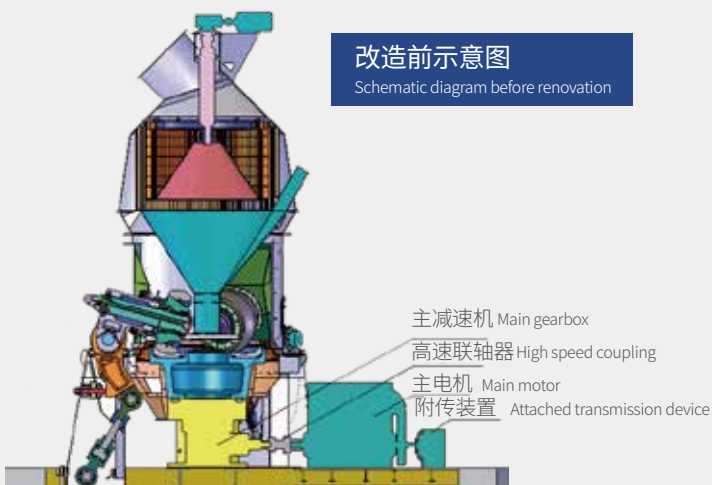 改造前示意图
Schematic diagram before renovation
主减速机 Main gearbox
高速联轴器 High speed coupling
主电机 Main motor
附传装置 Attached transmission device